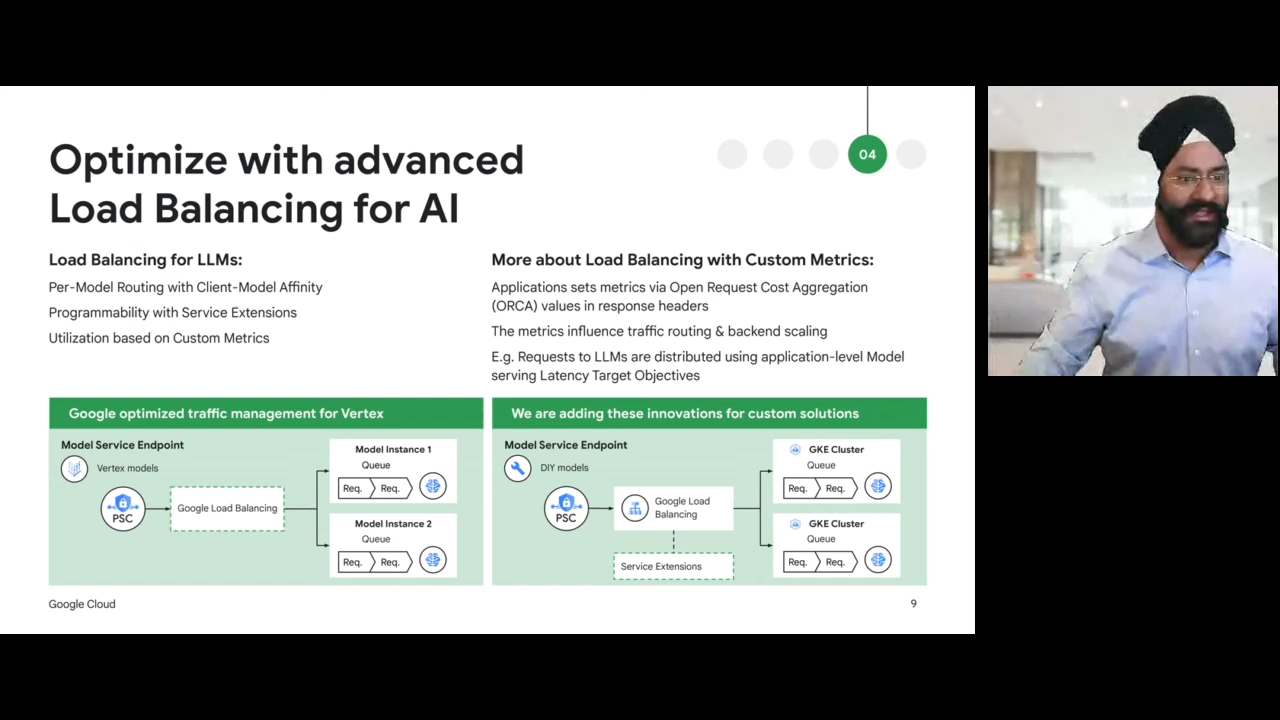 Optimize with advanced
Load Balancing for AI
04
Load Balancing for LLMs:
Per-Model Routing with Client-Model Affinity
Programmability with Service Extensions
Utilization based on Custom Metrics
More about Load Balancing with Custom Metrics:
Applications sets metrics via Open Request Cost Aggregation
(ORCA) values in response headers
The metrics influence traffic routing & backend scaling
E.g. Requests to LLMs are distributed using application-level Model
serving Latency Target Objectives
Google optimized traffic management for Vertex
Model Service Endpoint
Vertex models
PSC
Google Load Balancing
Model Instance 1
Queue
Req. Req.
Model Instance 2
Queue
Req. Req.
We are adding these innovations for custom solutions
Model Service Endpoint
DIY models
PSC
Google Load
Balancing
Service Extensions
GKE Cluster
Queue
Req. Req.
GKE Cluster
Queue
Req. Req.
Google Cloud
9